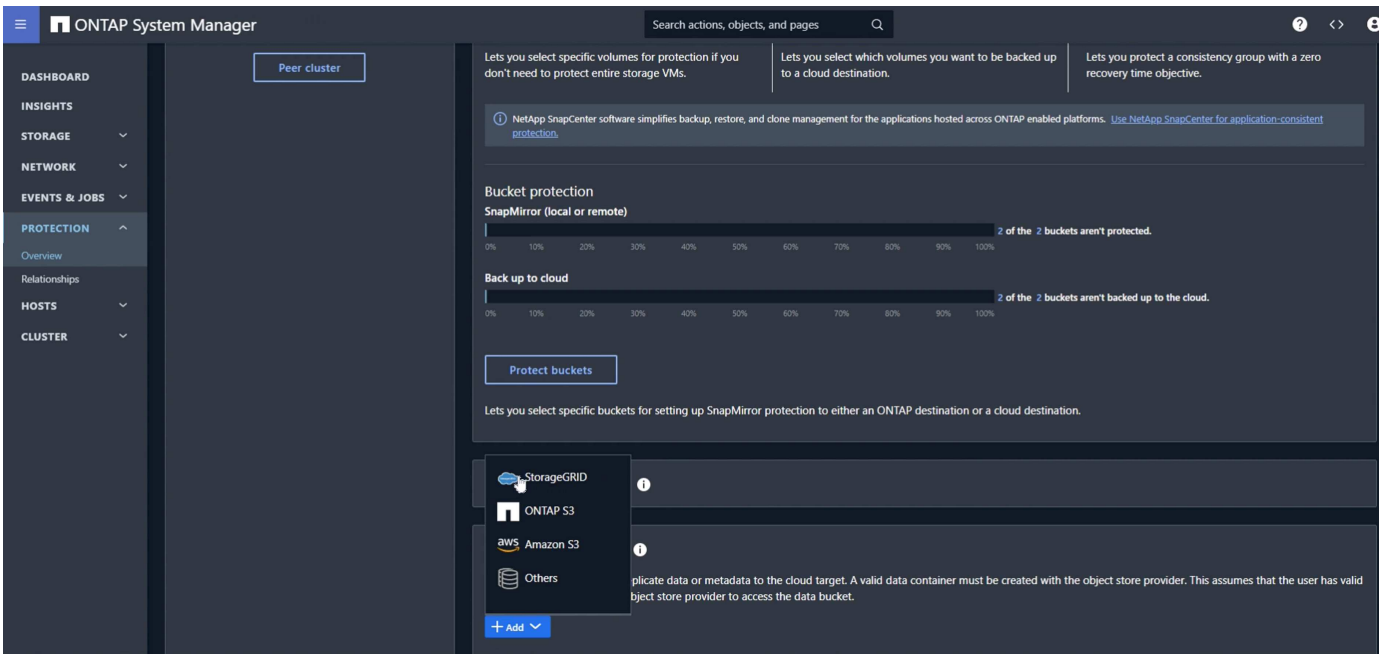 ONTAP System Manager
Search actions, objects, and pages
DASHBOARD
INSIGHTS
STORAGE
NETWORK
EVENTS & JOBS
PROTECTION
Overview
Relationships
HOSTS
CLUSTER
Peer cluster
Lets you select specific volumes for protection if you
don't need to protect entire storage VMs.
Lets you select which volumes you want to be backed up
to a cloud destination.
Lets you protect a consistency group with a zero
recovery time objective.
NetApp SnapCenter software simplifies backup, restore, and clone management for the applications hosted across ONTAP enabled platforms. Use NetApp SnapCenter for application-consistent
protection.
Bucket protection
SnapMirror (local or remote)
2 of the 2 buckets aren't protected.
0% 10% 20% 30% 40% 50% 60% 70% 80% 90% 100%
Back up to cloud
2 of the 2 buckets aren't backed up to the cloud.
0% 10% 20% 30% 40% 50% 60% 70% 80% 90% 100%
Protect buckets
Lets you select specific buckets for setting up SnapMirror protection to either an ONTAP destination or a cloud destination.
StorageGRID
ONTAP S3
aws Amazon S3
Others
plicate data or metadata to the cloud target. A valid data container must be created with the object store provider. This assumes that the user has valid
bject store provider to access the data bucket.
+ Add